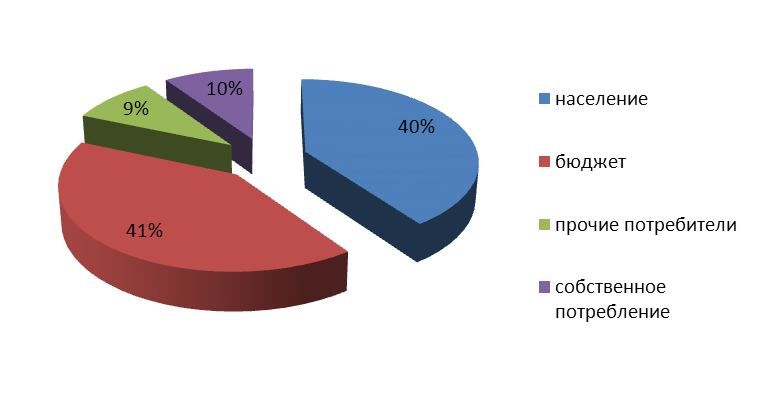 10%
9%
40%
41%
население
бюджет
прочие потребители
собственное
потребление